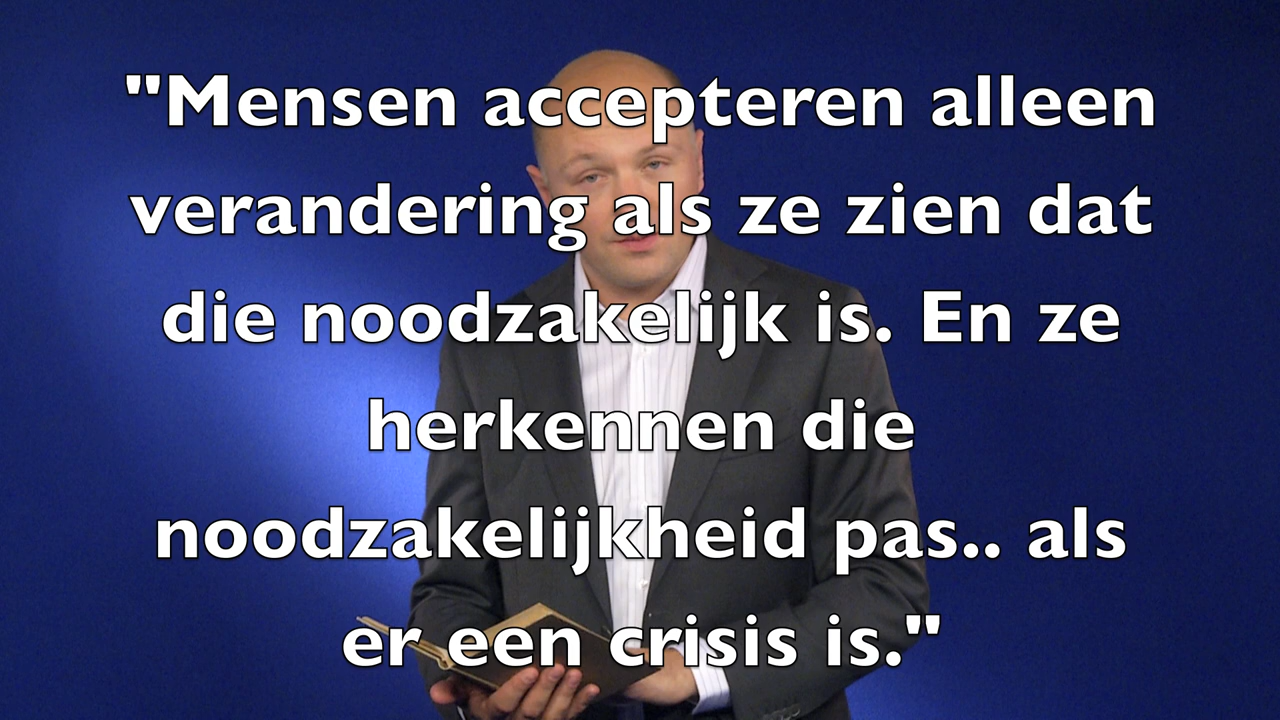 "Mensen accepteren alleen
verandering als ze zien dat
die noodzakelijk is. En ze
herkennen die
noodzakelijkheid pas.. als
er een crisis is."